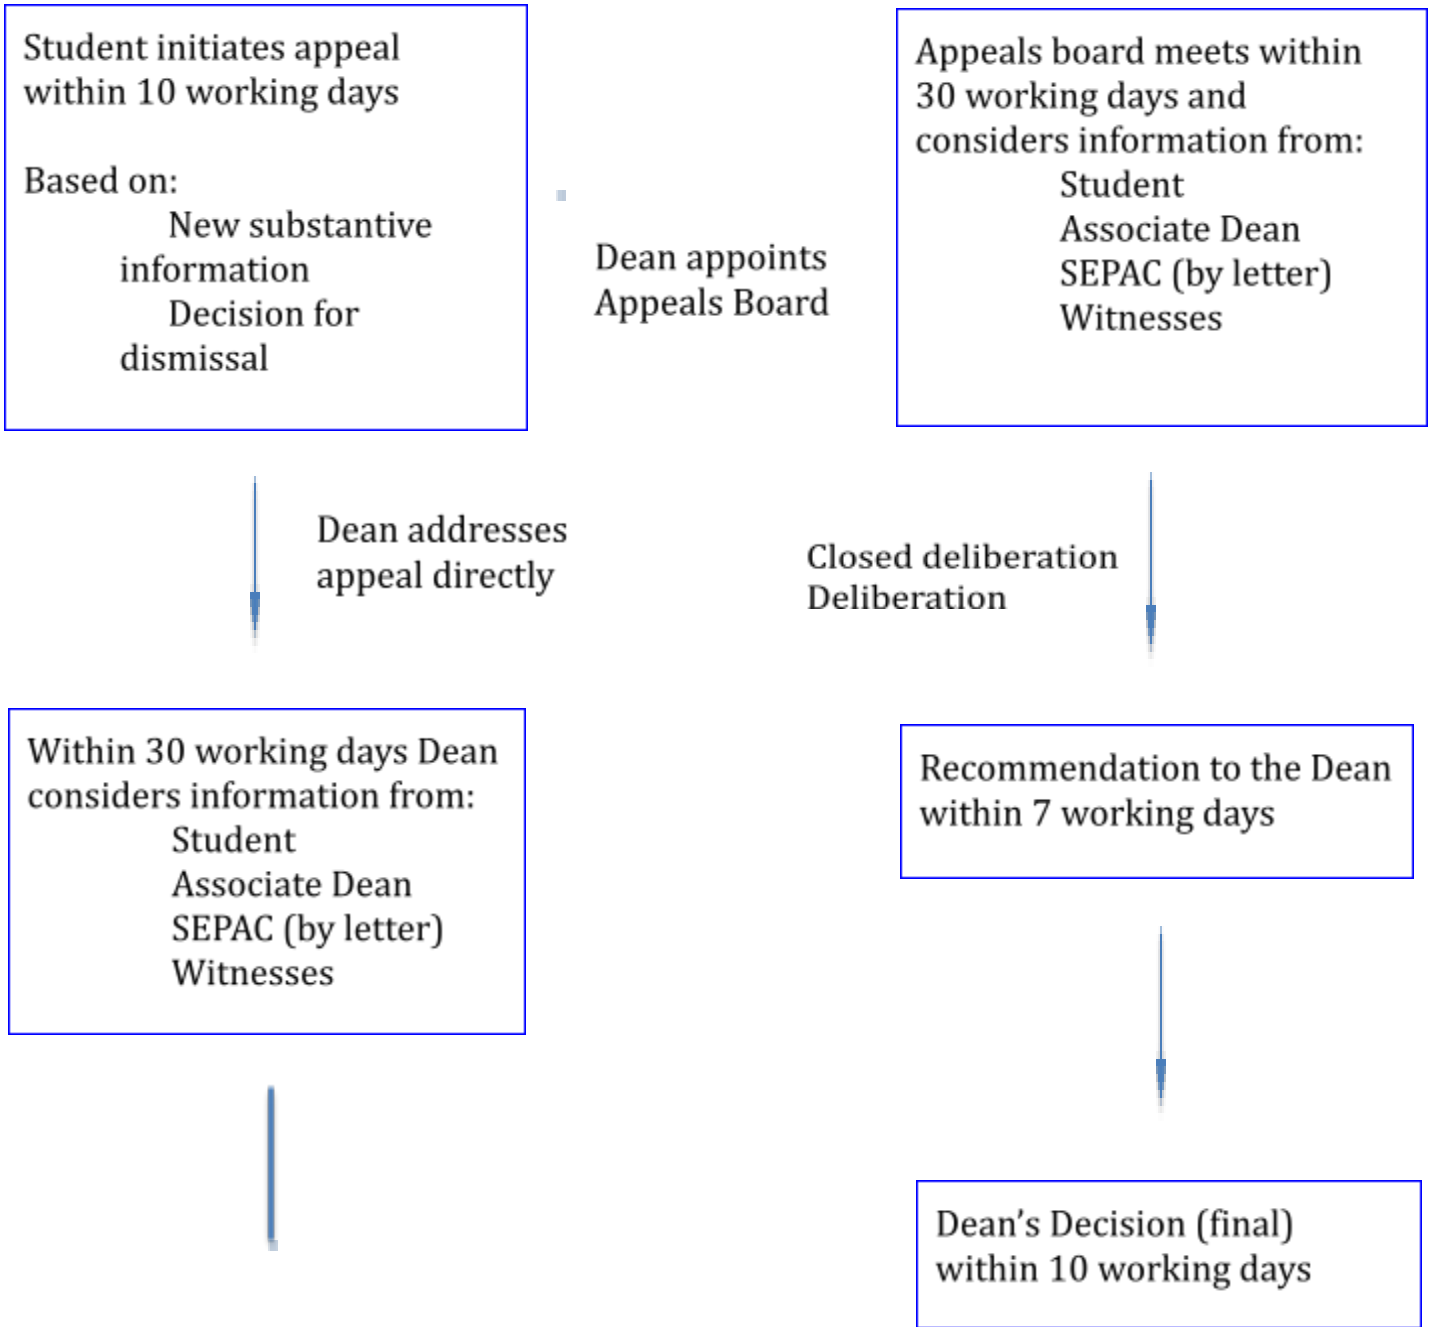 Student initiates appeal
within 10 working days
Based on:
New substantive
information
Decision for
dismissal
Dean appoints
Appeals Board
Appeals board meets within
30 working days and
considers information from:
Student
Associate Dean
SEPAC (by letter)
Witnesses
Dean addresses
appeal directly
Closed deliberation
Deliberation
Within 30 working days Dean
considers information from:
Student
Associate Dean
SEPAC (by letter)
Witnesses
Recommendation to the Dean
within 7 working days
Dean’s Decision (final)
within 10 working days